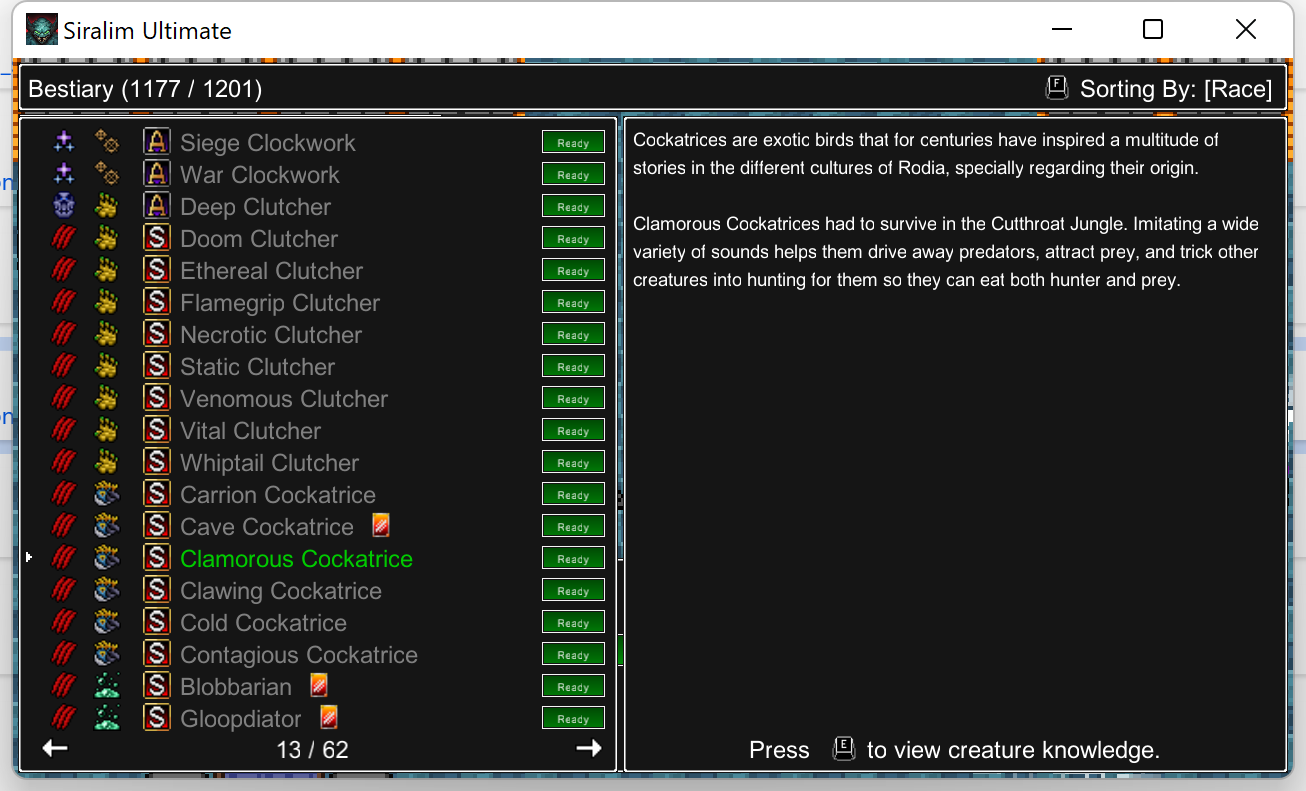 Siralim Ultimate
Bestiary (1177 / 1201)
F Sorting By: [Race]
A Siege Clockwork Ready
A War Clockwork Ready
A Deep Clutcher Ready
S Doom Clutcher Ready
S Ethereal Clutcher Ready
S Flamegrip Clutcher Ready
S Necrotic Clutcher Ready
S Static Clutcher Ready
S Venomous Clutcher Ready
S Vital Clutcher Ready
S Whiptail Clutcher Ready
S Carrion Cockatrice Ready
S Cave Cockatrice Ready
S Clamorous Cockatrice Ready
S Clawing Cockatrice Ready
S Cold Cockatrice Ready
S Contagious Cockatrice Ready
S Blobbarian Ready
S Gloopdiator Ready
13 / 62
Cockatrices are exotic birds that for centuries have inspired a multitude of
stories in the different cultures of Rodia, specially regarding their origin.
Clamorous Cockatrices had to survive in the Cutthroat Jungle. Imitating a wide
variety of sounds helps them drive away predators, attract prey, and trick other
creatures into hunting for them so they can eat both hunter and prey.
Press E to view creature knowledge.